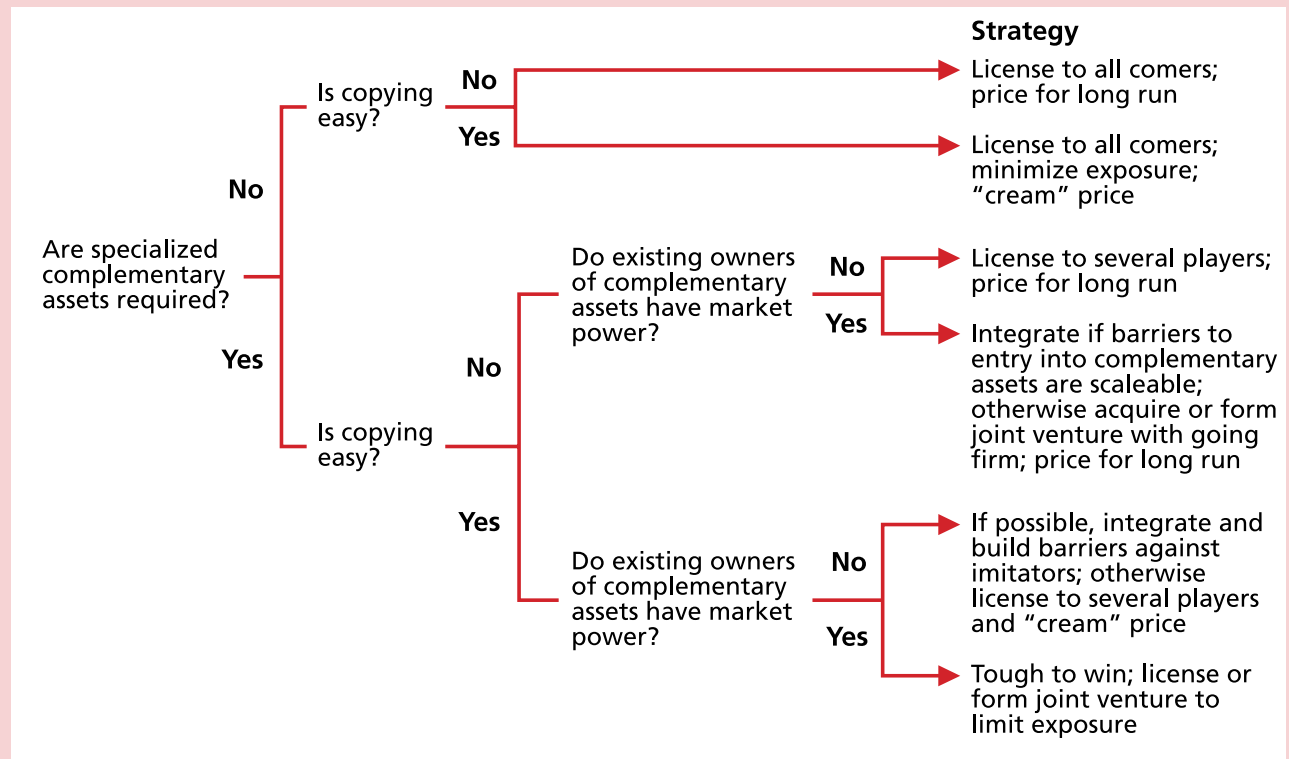 Strategy
Is copying
easy?
No
Yes
License to all comers;
price for long run
License to all comers;
minimize exposure;
“cream” price
No
Are specialized
complementary
assets required?
Yes
Do existing owners
of complementary
assets have market
power?
No
Yes
License to several players;
price for long run
Integrate if barriers to
entry into complementary
assets are scaleable;
otherwise acquire or form
joint venture with going
firm; price for long run
No
Is copying
easy?
Yes
Do existing owners
of complementary
assets have market
power?
No
Yes
If possible, integrate and
build barriers against
imitators; otherwise
license to several players
and “cream” price
Tough to win; license or
form joint venture to
limit exposure